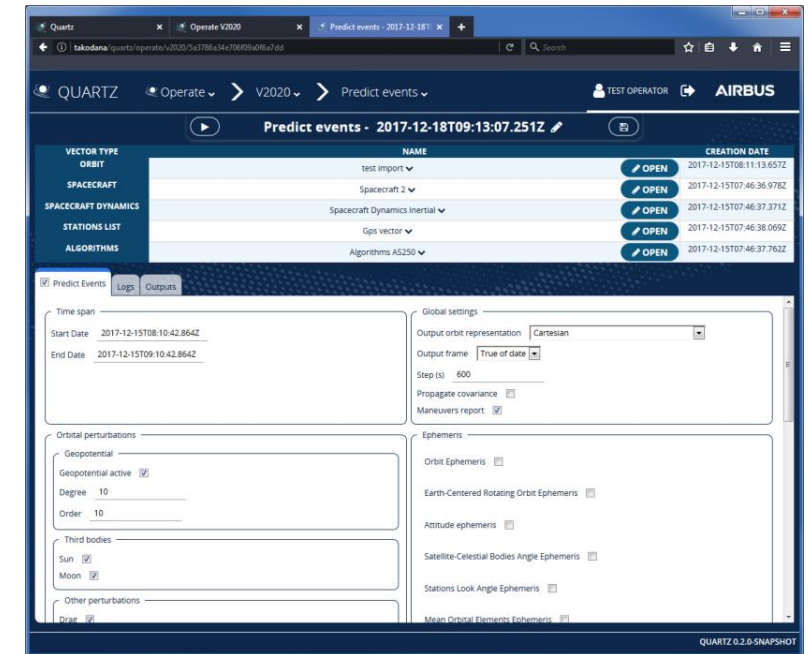 Quartz × Operate V2020 × Predict events - 2017-12-18T × +
takodana/quartz/operate/v2020/5a3786a34e706f09a0f6a7dd Search
QUARTZ Operate V2020 Predict events TEST OPERATOR AIRBUS
Predict events - 2017-12-18T09:13:07.251Z
VECTOR TYPE NAME CREATION DATE
ORBIT test import OPEN 2017-12-15T08:11:13.657Z
SPACECRAFT Spacecraft 2 OPEN 2017-12-15T07:46:36.978Z
SPACECRAFT DYNAMICS Spacecraft Dynamics Inertial OPEN 2017-12-15T07:46:37.371Z
STATIONS LIST Gps vector OPEN 2017-12-15T07:46:38.069Z
ALGORITHMS Algorithms AS250 OPEN 2017-12-15T07:46:37.762Z
Predict Events Logs Outputs
Time span
Start Date 2017-12-15T08:10:42.864Z
End Date 2017-12-15T09:10:42.864Z
Global settings
Output orbit representation Cartesian
Output frame True of date
Step (s) 600
Propagate covariance
Maneuvers report
Orbital perturbations
Geopotential
Geopotential active
Degree 10
Order 10
Third bodies
Sun
Moon
Other perturbations
Drag
Ephemeris
Orbit Ephemeris
Earth-Centered Rotating Orbit Ephemeris
Attitude ephemeris
Satellite-Celestial Bodies Angle Ephemeris
Stations Look Angle Ephemeris
Mean Orbital Elements Ephemeris
QUARTZ 0.2.0-SNAPSHOT